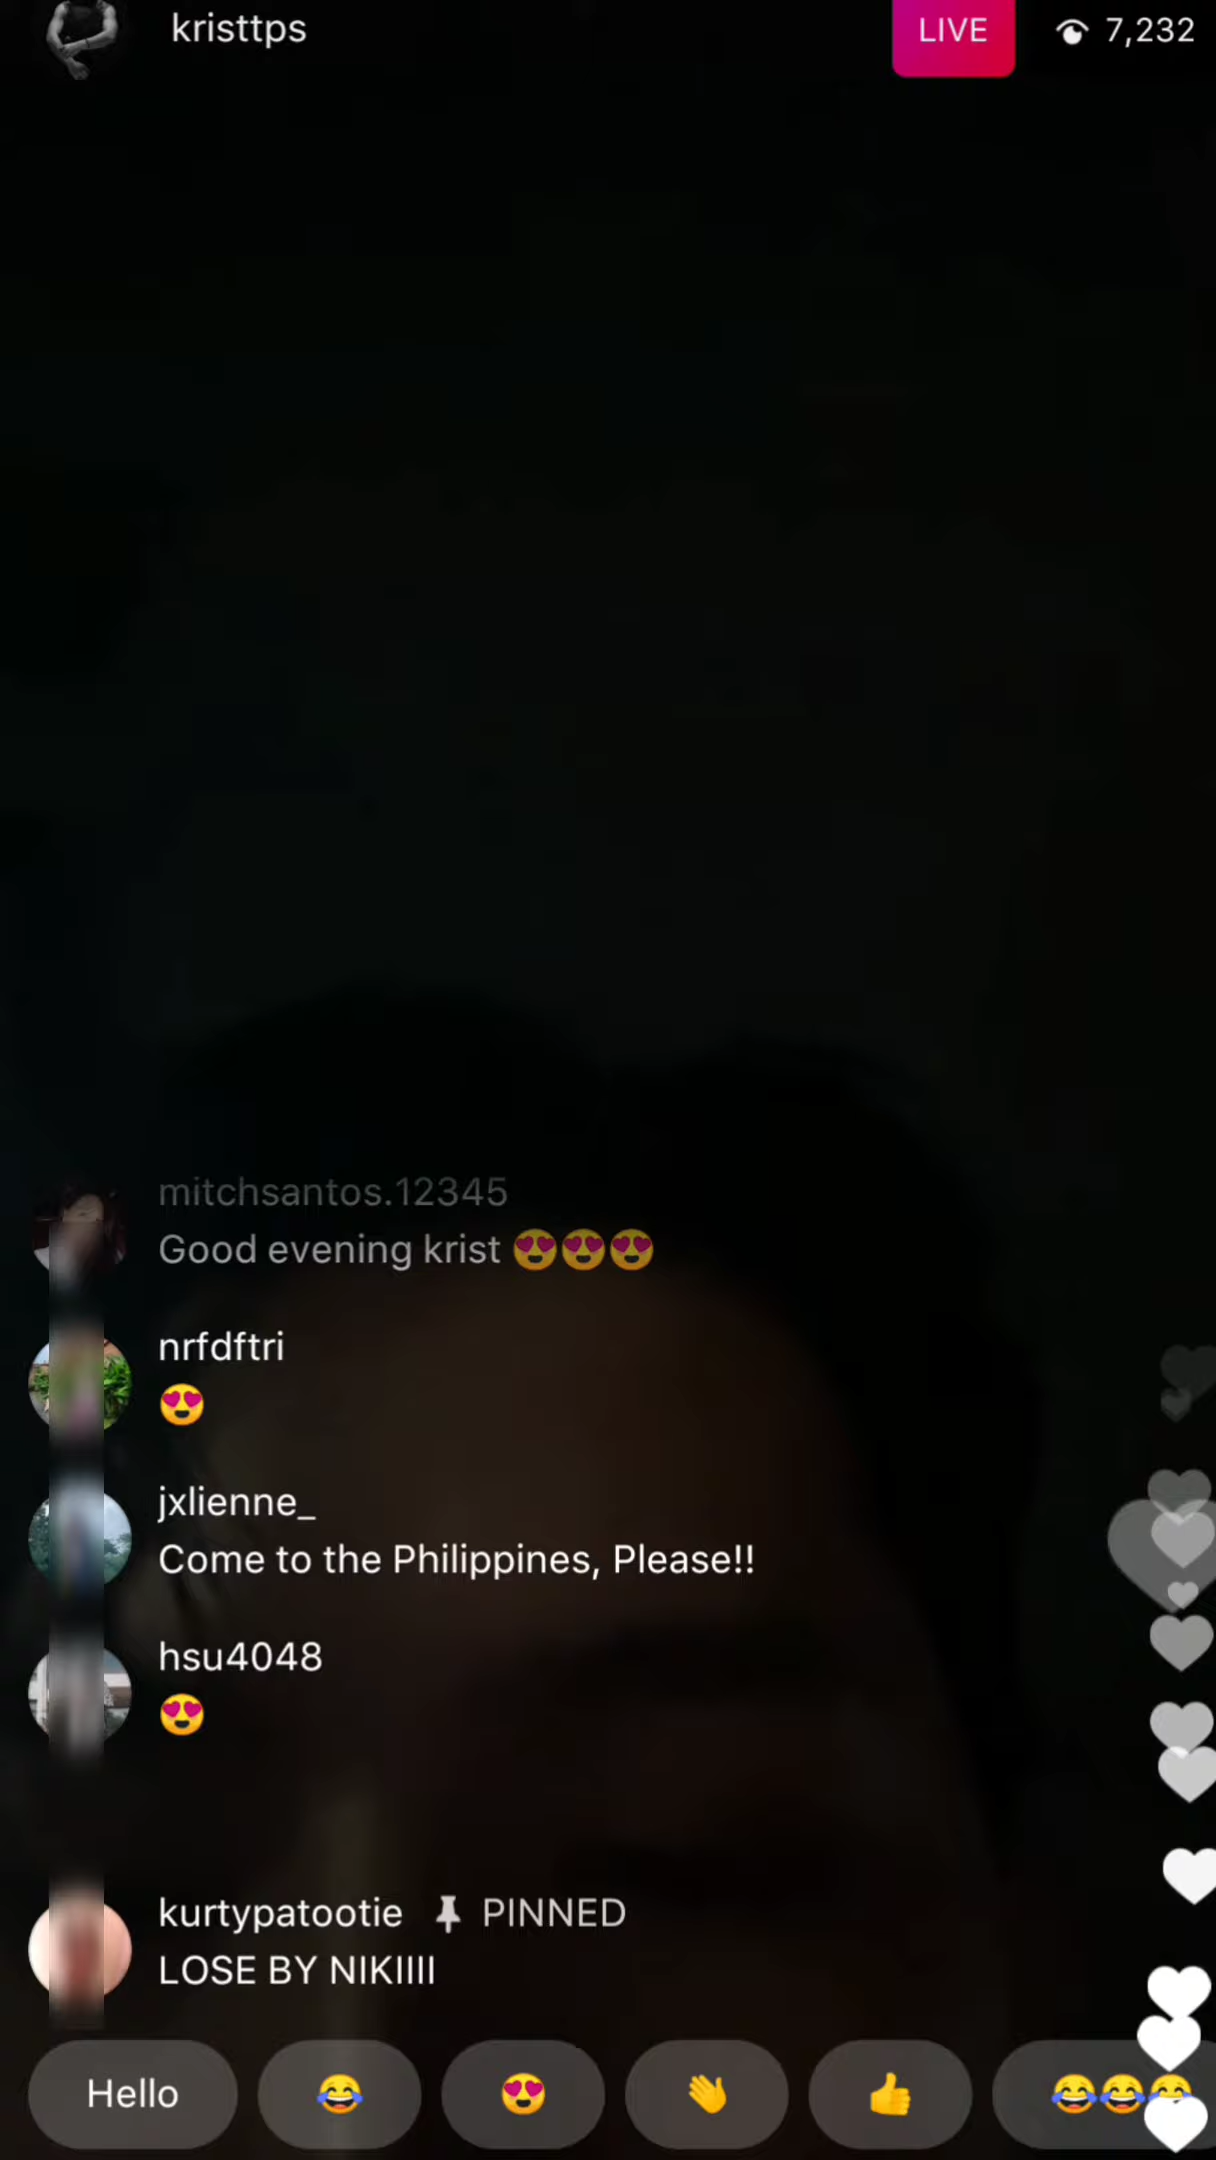 kristtps
LIVE 7,232
mitchsantos.12345
Good evening krist 😍😍😍
nrfdftri
😍
jxlienne_
Come to the Philippines, Please!!
hsu4048
😍
kurtypatootie PINNED
LOSE BY NIKIIII
Hello 😂 😍 👋 👍 😂😂😂